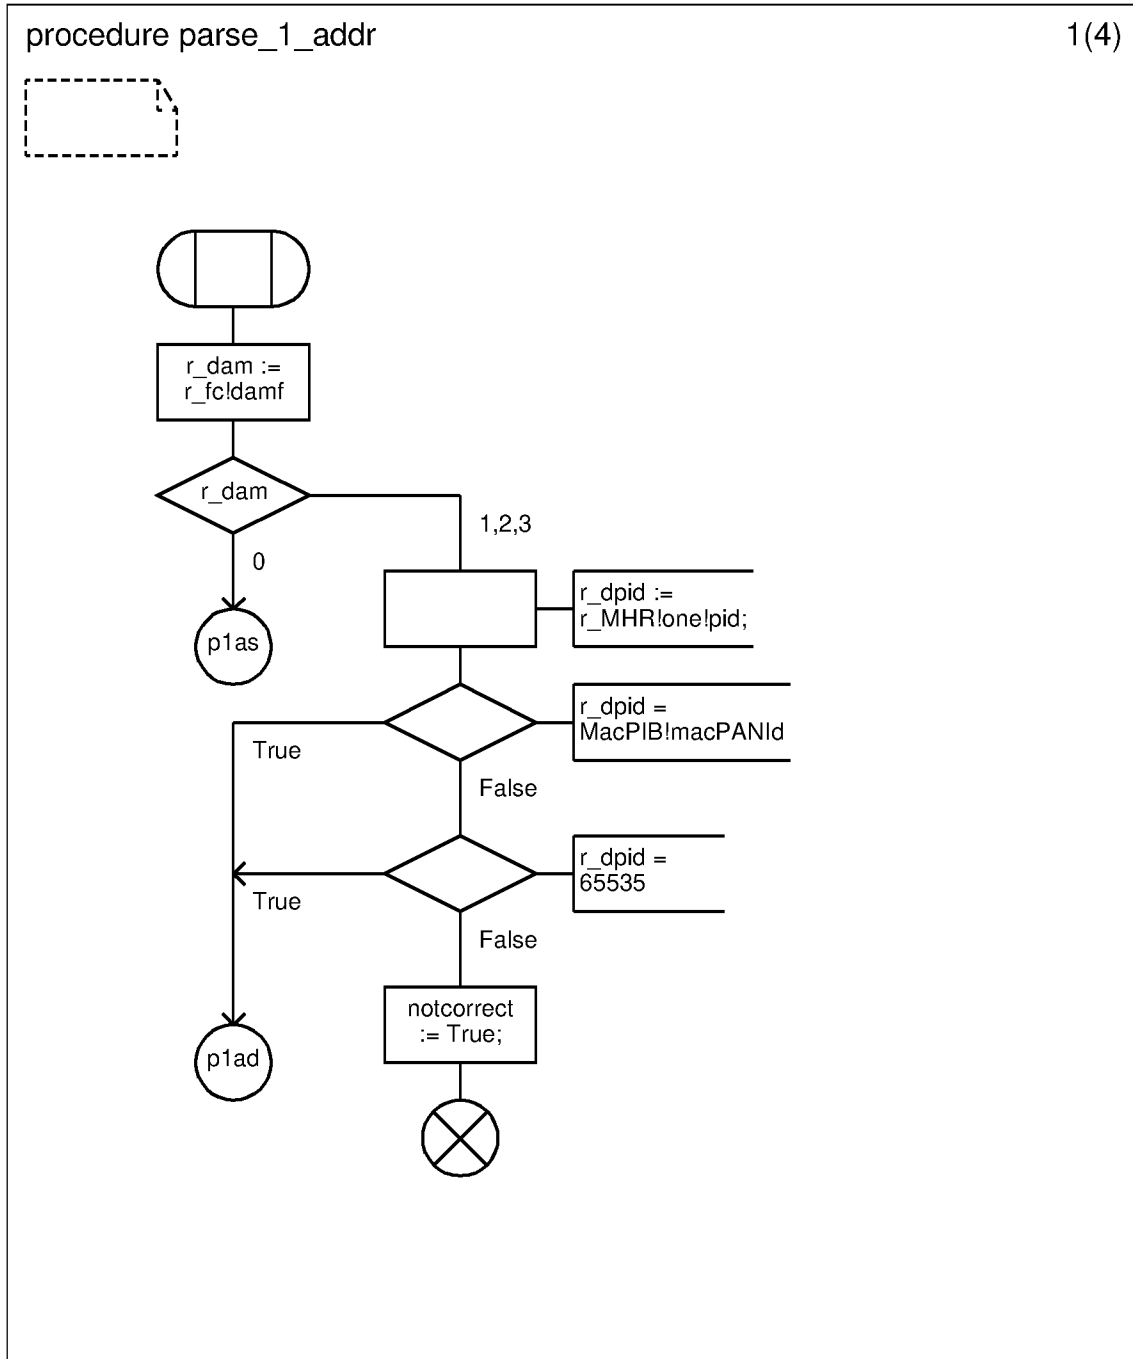 procedure parse_1_addr
1(4)
r_dam :=
r_fc!damf
r_dam
1,2,3
0
r_dpid :=
r_MHR!one!pid;
p1as
r_dpid =
MacPIB!macPANId
True
False
r_dpid =
65535
True
False
notcorrect
:= True;
p1ad